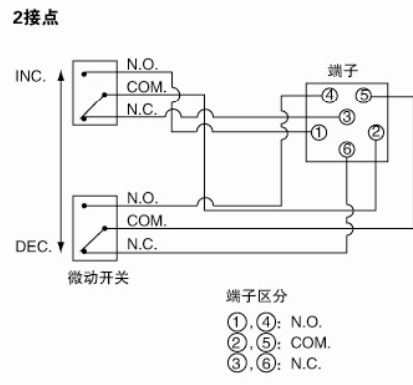 2接点
INC.
N.O.
COM.
N.C.
端子
④ ⑤
③
① ②
⑥
N.O.
COM.
DEC.
N.C.
微动开关
端子区分
①,④: N.O.
②,⑤: COM.
③,⑥: N.C.